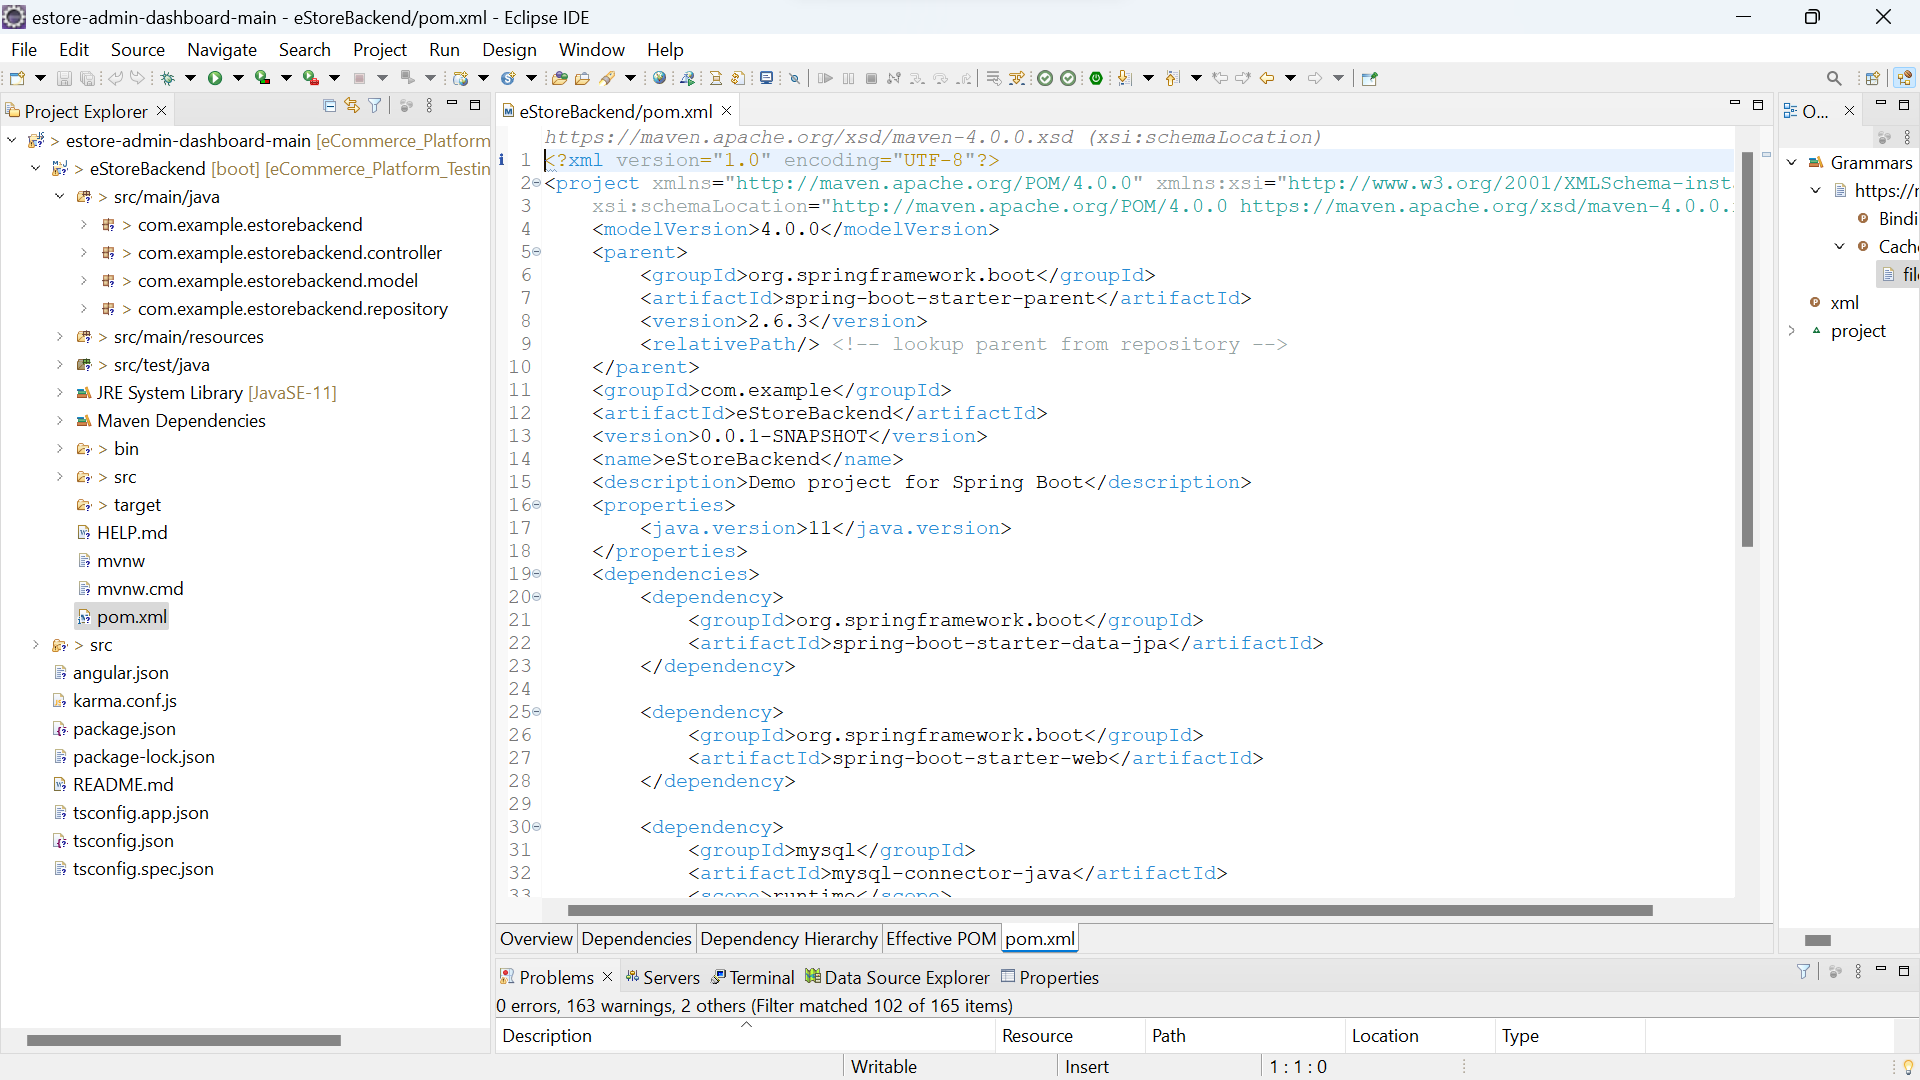 estore-admin-dashboard-main - eStoreBackend/pom.xml - Eclipse IDE
File Edit Source Navigate Search Project Run Design Window Help
Project Explorer
> estore-admin-dashboard-main [eCommerce_Platform
> eStoreBackend [boot] [eCommerce_Platform_Testin
> src/main/java
> com.example.estorebackend
> com.example.estorebackend.controller
> com.example.estorebackend.model
> com.example.estorebackend.repository
> src/main/resources
> src/test/java
JRE System Library [JavaSE-11]
Maven Dependencies
> bin
> src
> target
HELP.md
mvnw
mvnw.cmd
pom.xml
> src
angular.json
karma.conf.js
package.json
package-lock.json
README.md
tsconfig.app.json
tsconfig.json
tsconfig.spec.json
eStoreBackend/pom.xml
https://maven.apache.org/xsd/maven-4.0.0.xsd (xsi:schemaLocation)
1 <?xml version="1.0" encoding="UTF-8"?>
2 <project xmlns="http://maven.apache.org/POM/4.0.0" xmlns:xsi="http://www.w3.org/2001/XMLSchema-inst
3 xsi:schemaLocation="http://maven.apache.org/POM/4.0.0 https://maven.apache.org/xsd/maven-4.0.0.
4 <modelVersion>4.0.0</modelVersion>
5 <parent>
6 <groupId>org.springframework.boot</groupId>
7 <artifactId>spring-boot-starter-parent</artifactId>
8 <version>2.6.3</version>
9 <relativePath/> <!-- lookup parent from repository -->
10 </parent>
11 <groupId>com.example</groupId>
12 <artifactId>eStoreBackend</artifactId>
13 <version>0.0.1-SNAPSHOT</version>
14 <name>eStoreBackend</name>
15 <description>Demo project for Spring Boot</description>
16 <properties>
17 <java.version>11</java.version>
18 </properties>
19 <dependencies>
20 <dependency>
21 <groupId>org.springframework.boot</groupId>
22 <artifactId>spring-boot-starter-data-jpa</artifactId>
23 </dependency>
24
25 <dependency>
26 <groupId>org.springframework.boot</groupId>
27 <artifactId>spring-boot-starter-web</artifactId>
28 </dependency>
29
30 <dependency>
31 <groupId>mysql</groupId>
32 <artifactId>mysql-connector-java</artifactId>
33 <scope>runtime</scope>
Overview Dependencies Dependency Hierarchy Effective POM pom.xml
O...
Grammars
https://
Bindi
Cach
fil
xml
project
Problems Servers Terminal Data Source Explorer Properties
0 errors, 163 warnings, 2 others (Filter matched 102 of 165 items)
Description Resource Path Location Type
Writable Insert 1 : 1 : 0